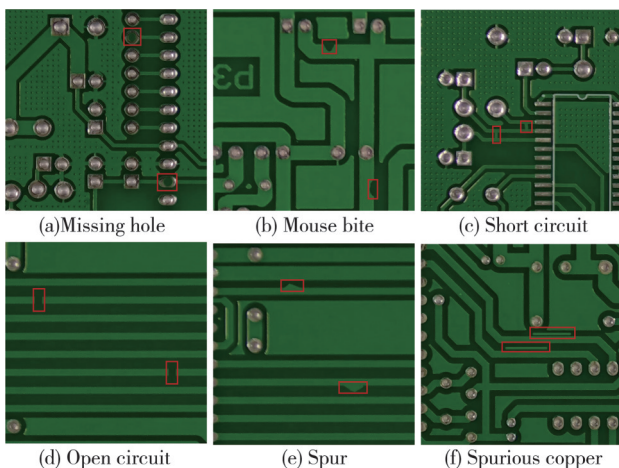 P3
(a)Missing hole
(b) Mouse bite
(c) Short circuit
(d) Open circuit
(e) Spur
(f) Spurious copper